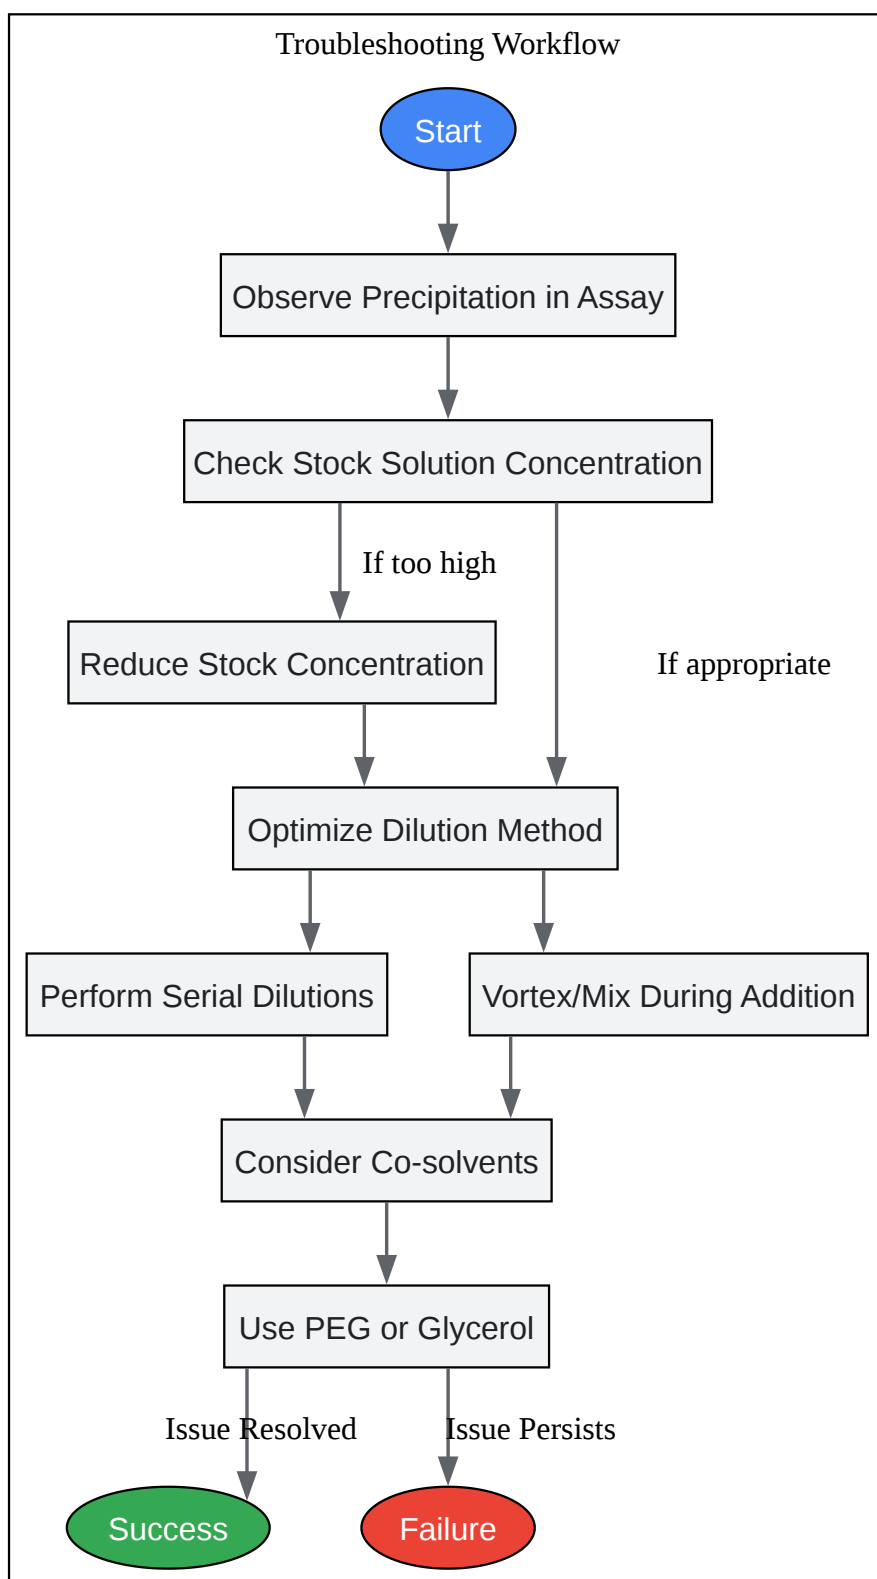 Troubleshooting Workflow
Start
Observe Precipitation in Assay
Check Stock Solution Concentration
If too high
Reduce Stock Concentration
If appropriate
Optimize Dilution Method
Perform Serial Dilutions
Vortex/Mix During Addition
Consider Co-solvents
Use PEG or Glycerol
Issue Resolved
Issue Persists
Success
Failure